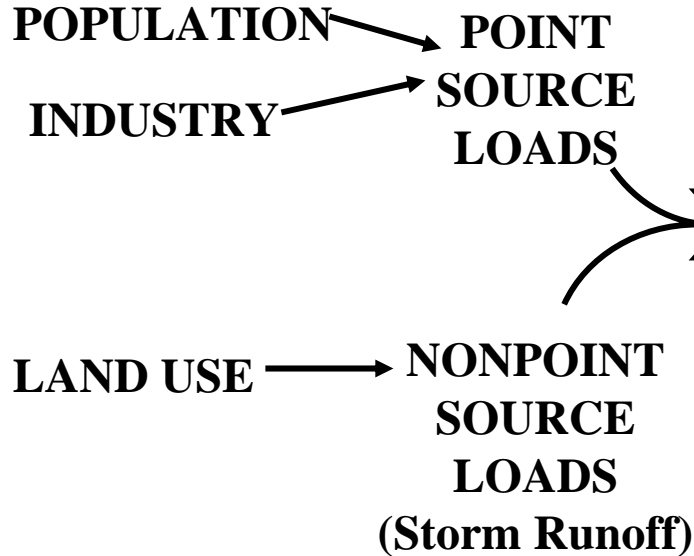 POPULATION
INDUSTRY
POINT
SOURCE
LOADS
LAND USE
NONPOINT
SOURCE
LOADS
(Storm Runoff)